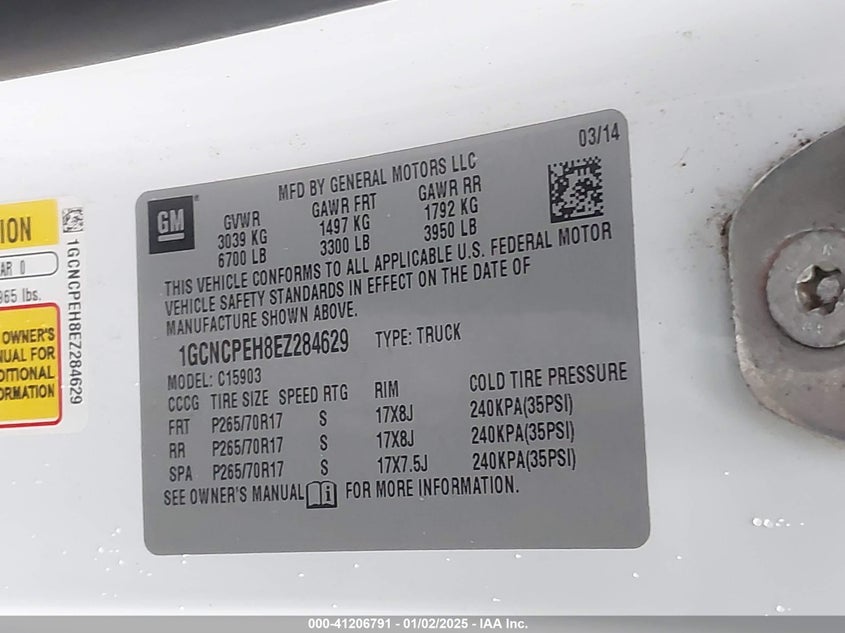 03/14
MFD BY GENERAL MOTORS LLC
GM
GVWR GAWR FRT GAWR RR
3039 KG 1497 KG 1792 KG
6700 LB 3300 LB 3950 LB
THIS VEHICLE CONFORMS TO ALL APPLICABLE U.S. FEDERAL MOTOR
VEHICLE SAFETY STANDARDS IN EFFECT ON THE DATE OF
MANUFACTURE SHOWN ABOVE.
1GCNCPEH8EZ284629 TYPE: TRUCK
MODEL: C15903
CCCG TIRE SIZE SPEED RTG RIM COLD TIRE PRESSURE
FRT P265/70R17 S 17X8J 240KPA(35PSI)
RR P265/70R17 S 17X8J 240KPA(35PSI)
SPA P265/70R17 S 17X7.5J 240KPA(35PSI)
SEE OWNER'S MANUAL FOR MORE INFORMATION.
ION
AR 0
965 lbs.
OWNER'S
NUAL FOR
DITIONAL
ORMATION
1GCNCPEH8EZ284629
000-41206791 - 01/02/2025 - IAA Inc.